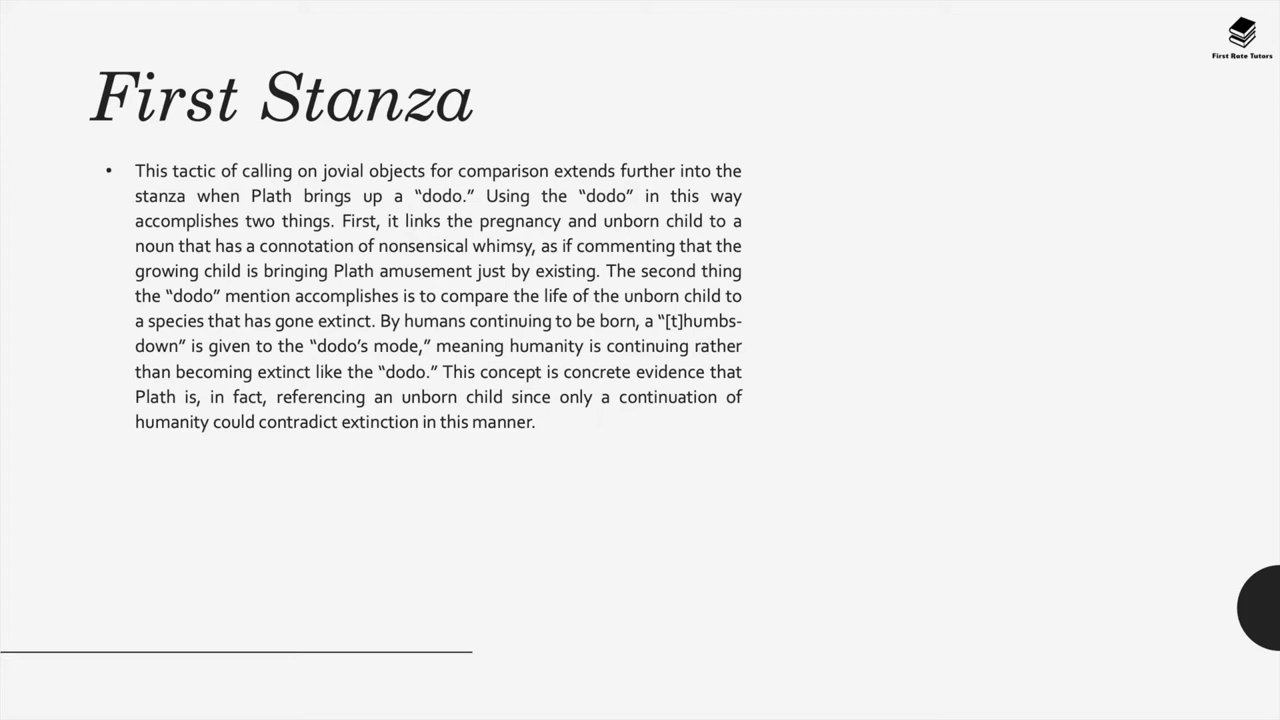 First Rate Tutors
First Stanza
• This tactic of calling on jovial objects for comparison extends further into the
stanza when Plath brings up a “dodo.” Using the “dodo” in this way
accomplishes two things. First, it links the pregnancy and unborn child to a
noun that has a connotation of nonsensical whimsy, as if commenting that the
growing child is bringing Plath amusement just by existing. The second thing
the “dodo” mention accomplishes is to compare the life of the unborn child to
a species that has gone extinct. By humans continuing to be born, a “[t]humbs-
down” is given to the “dodo’s mode,” meaning humanity is continuing rather
than becoming extinct like the “dodo.” This concept is concrete evidence that
Plath is, in fact, referencing an unborn child since only a continuation of
humanity could contradict extinction in this manner.